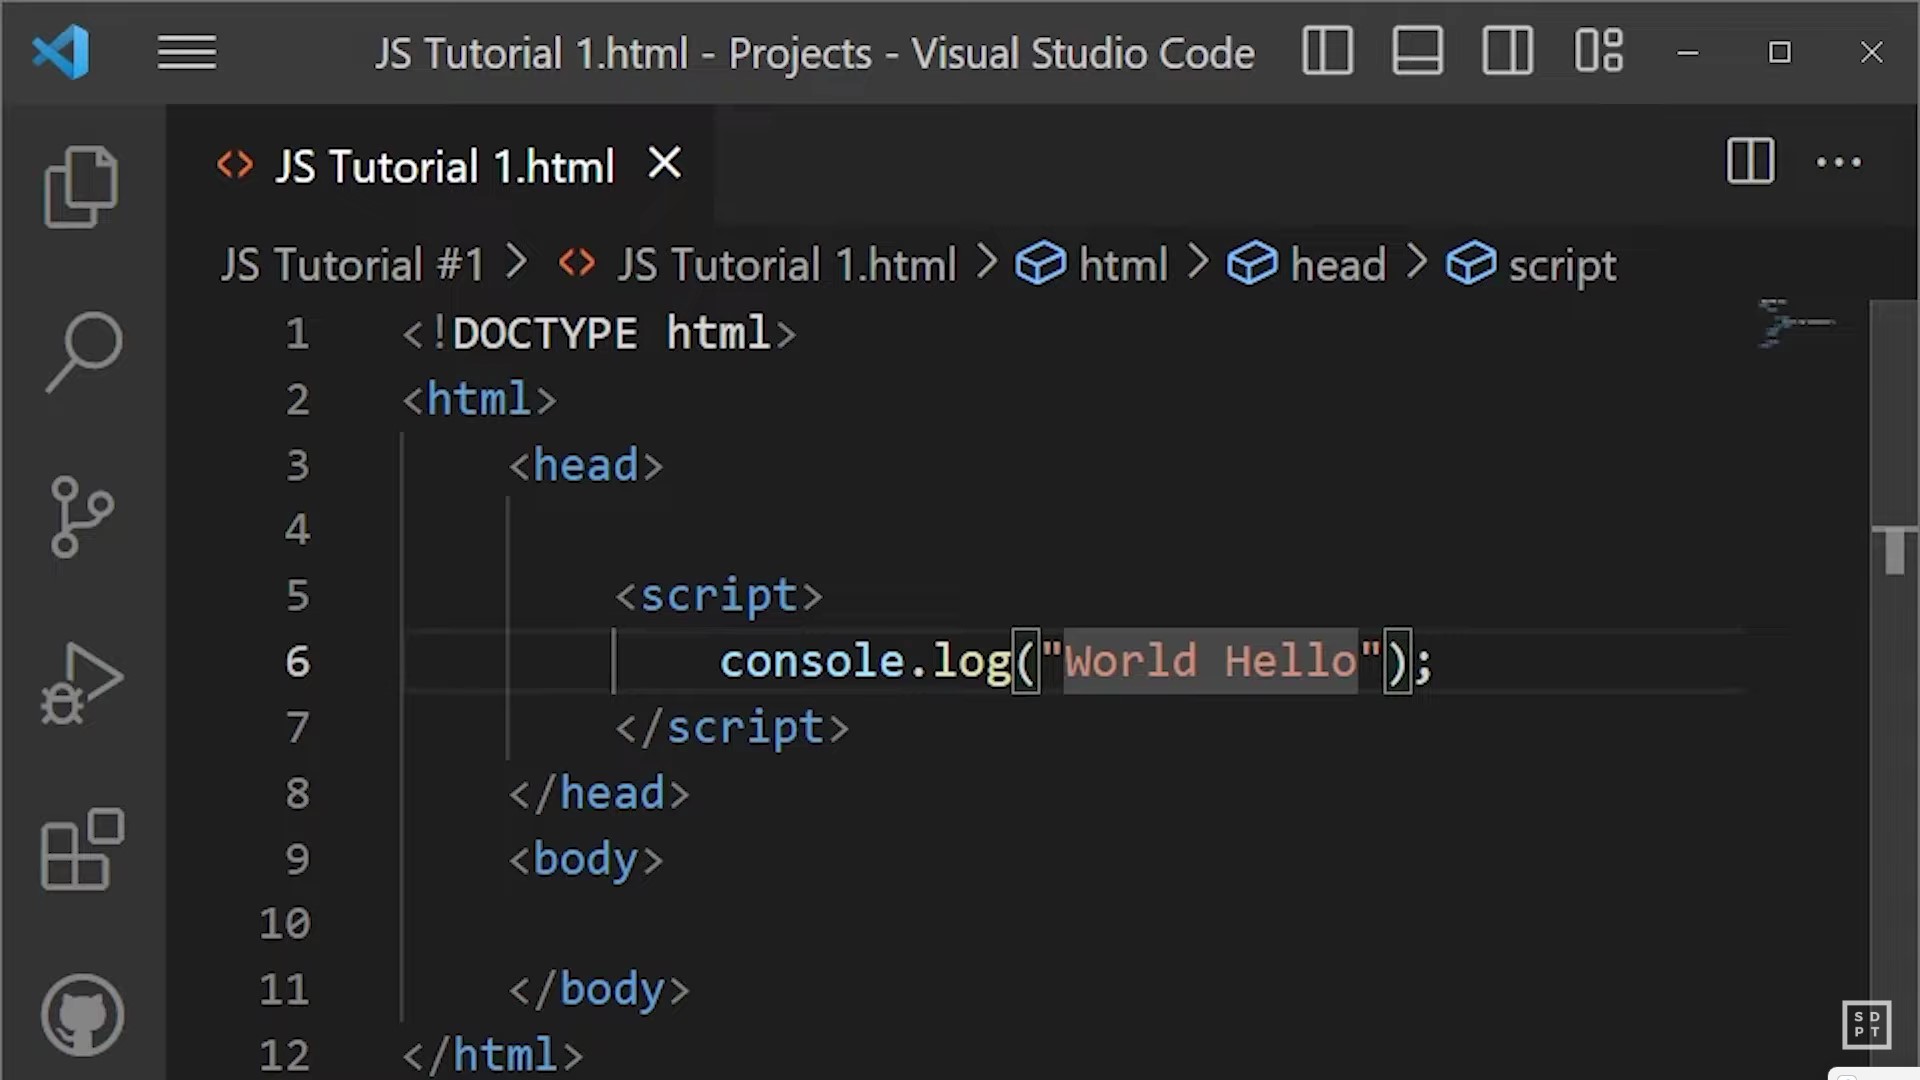 JS Tutorial 1.html - Projects - Visual Studio Code
JS Tutorial 1.html
JS Tutorial #1 > JS Tutorial 1.html > html > head > script
1 <!DOCTYPE html>
2 <html>
3 <head>
4
5 <script>
6 console.log("World Hello");
7 </script>
8 </head>
9 <body>
10
11 </body>
12 </html>
SD
PT